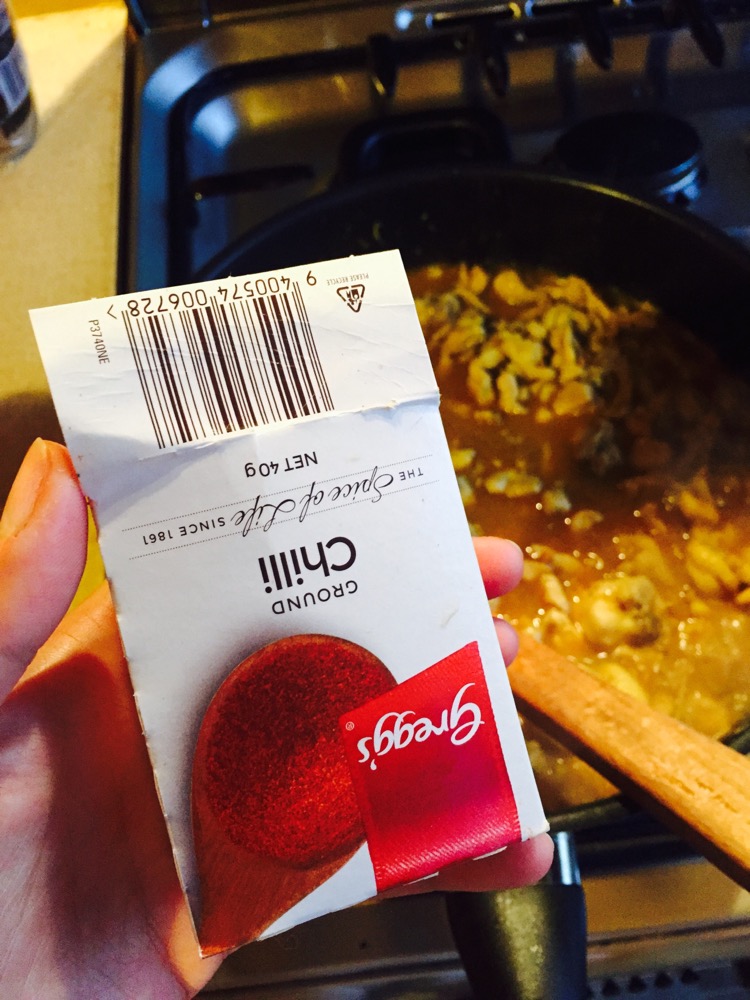 Gregg's®
GROUND
Chilli
THE Spice of Life SINCE 1861
NET 40g
9 400574 006728 >
PLEASE RECYCLE
P3740NE